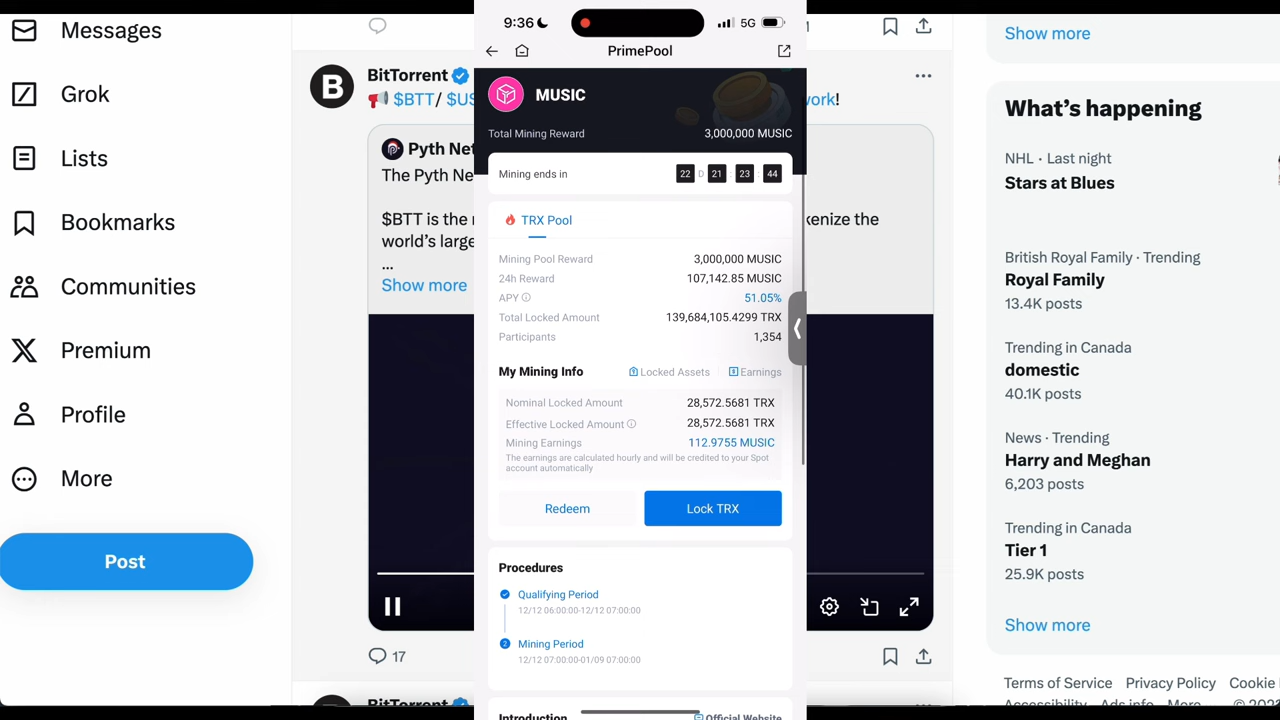 Messages
Grok
Lists
Bookmarks
Communities
Premium
Profile
More
Post
BitTorrent
$BTT/
Pyth
The Pyth
$BTT is the
world's
...
Show more
kenize the
17
BitTorrent
9:36
5G
PrimePool
MUSIC
Total Mining Reward 3,000,000 MUSIC
Mining ends in 22 D 21 : 23 : 44
TRX Pool
Mining Pool Reward 3,000,000 MUSIC
24h Reward 107,142.85 MUSIC
APY 51.05%
Total Locked Amount 139,684,105.4299 TRX
Participants 1,354
My Mining Info Locked Assets Earnings
Nominal Locked Amount 28,572.5681 TRX
Effective Locked Amount 28,572.5681 TRX
Mining Earnings 112.9755 MUSIC
The earnings are calculated hourly and will be credited to your Spot
account automatically
Redeem Lock TRX
Procedures
Qualifying Period
12/12 06:00:00-12/12 07:00:00
2 Mining Period
12/12 07:00:00-01/09 07:00:00
Introduction Official Website
Show more
What's happening
NHL · Last night
Stars at Blues
British Royal Family · Trending
Royal Family
13.4K posts
Trending in Canada
domestic
40.1K posts
News · Trending
Harry and Meghan
6,203 posts
Trending in Canada
Tier 1
25.9K posts
Show more
Terms of Service Privacy Policy Cookie
Accessibility Ads info More